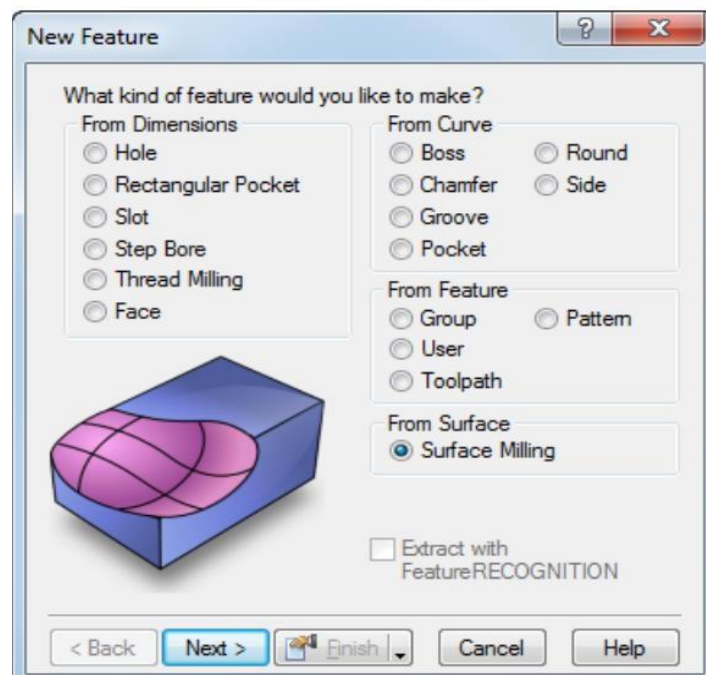 New Feature
What kind of feature would you like to make?
From Dimensions
Hole
Rectangular Pocket
Slot
Step Bore
Thread Milling
Face
From Curve
Boss
Round
Chamfer
Side
Groove
Pocket
From Feature
Group
Pattern
User
Toolpath
From Surface
Surface Milling
Extract with
FeatureRECOGNITION
< Back
Next >
Finish
Cancel
Help